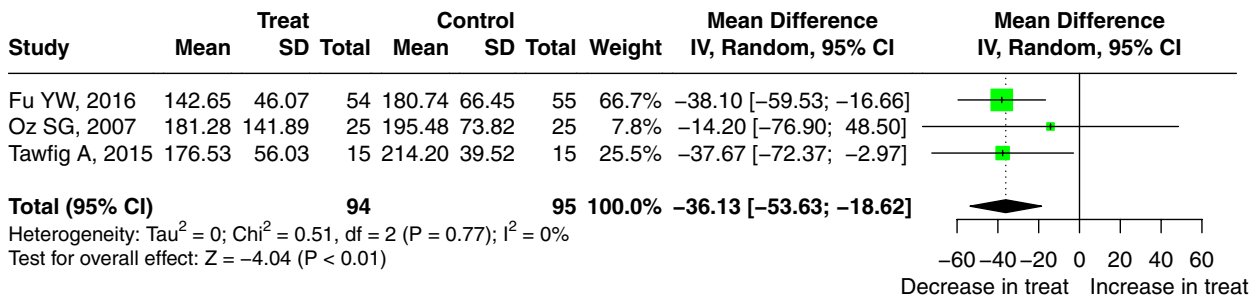 Treat Control Mean Difference Mean Difference
Study Mean SD Total Mean SD Total Weight IV, Random, 95% CI IV, Random, 95% CI
Fu YW, 2016 142.65 46.07 54 180.74 66.45 55 66.7% −38.10 [−59.53; −16.66]
Oz SG, 2007 181.28 141.89 25 195.48 73.82 25 7.8% −14.20 [−76.90; 48.50]
Tawfig A, 2015 176.53 56.03 15 214.20 39.52 15 25.5% −37.67 [−72.37; −2.97]
Total (95% CI) 94 95 100.0% −36.13 [−53.63; −18.62]
Heterogeneity: Tau² = 0; Chi² = 0.51, df = 2 (P = 0.77); I² = 0%
Test for overall effect: Z = −4.04 (P < 0.01)
−60 −40 −20 0 20 40 60
Decrease in treat Increase in treat